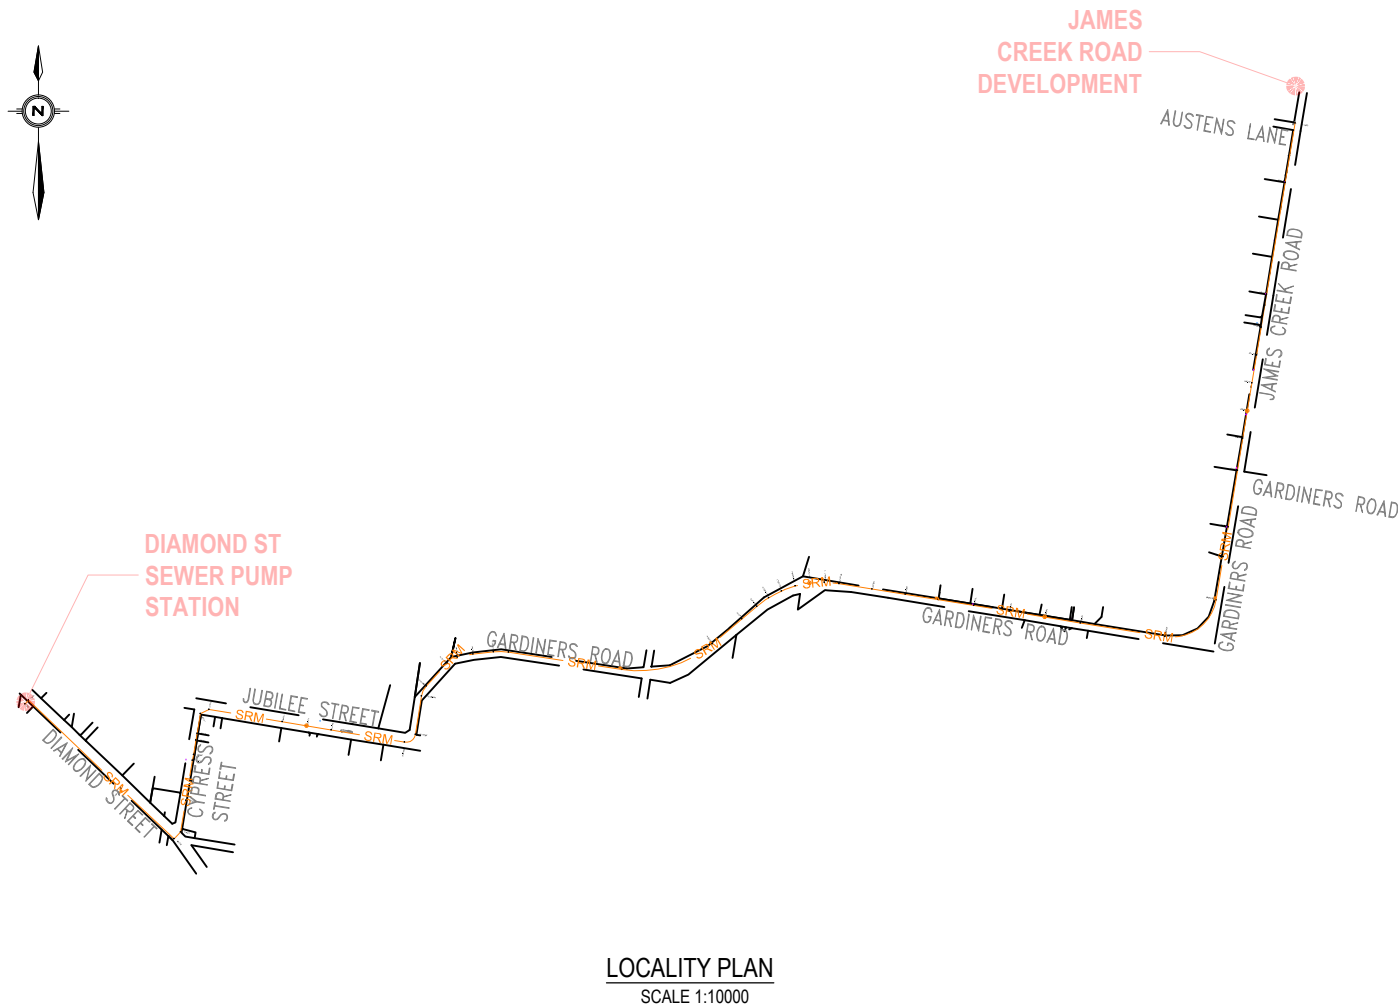 JAMES
CREEK ROAD
DEVELOPMENT
N
AUSTENS LANE
JAMES CREEK ROAD
GARDINERS ROAD
GARDINERS ROAD
SRM
DIAMOND ST
SEWER PUMP
STATION
SRM
SRM
SRM
GARDINERS ROAD
GARDINERS ROAD
SRM
SRM
SRM
JUBILEE STREET
SRM
SRM
DIAMOND STREET
SRM
SRM
CYPRESS
STREET
LOCALITY PLAN
SCALE 1:10000